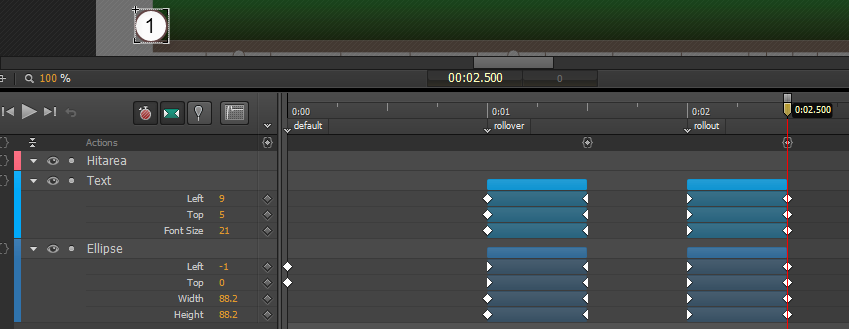 1
100 %
00:02.500
0
0:00
0:01
0:02
0:02.500
default
rollover
rollout
Actions
Hitarea
Text
Left 9
Top 5
Font Size 21
Ellipse
Left -1
Top 0
Width 88.2
Height 88.2